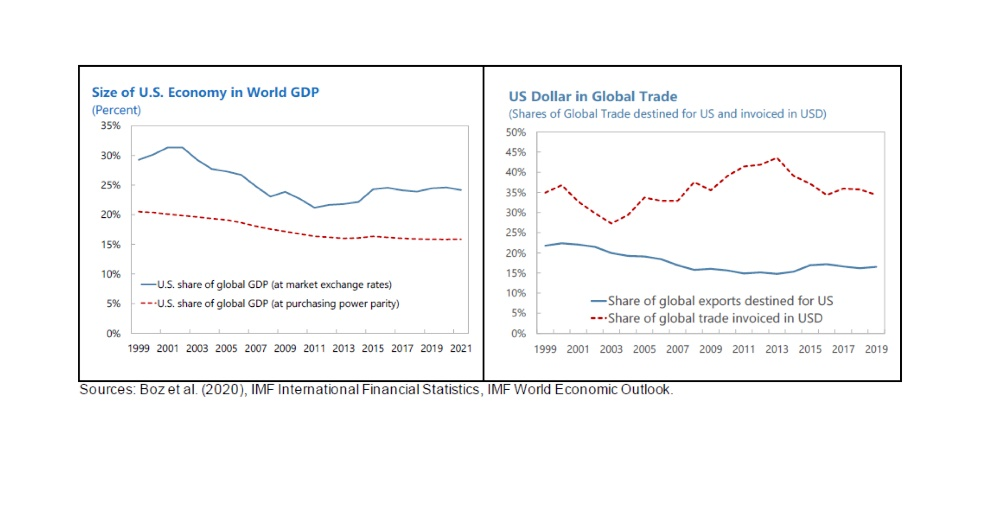 Size of U.S. Economy in World GDP
(Percent)
35%
30%
25%
20%
15%
10%
5%
0%
U.S. share of global GDP (at market exchange rates)
U.S. share of global GDP (at purchasing power parity)
1999 2001 2003 2005 2007 2009 2011 2013 2015 2017 2019 2021
US Dollar in Global Trade
(Shares of Global Trade destined for US and invoiced in USD)
50%
45%
40%
35%
30%
25%
20%
15%
10%
5%
0%
Share of global exports destined for US
Share of global trade invoiced in USD
1999 2001 2003 2005 2007 2009 2011 2013 2015 2017 2019
Sources: Boz et al. (2020), IMF International Financial Statistics, IMF World Economic Outlook.